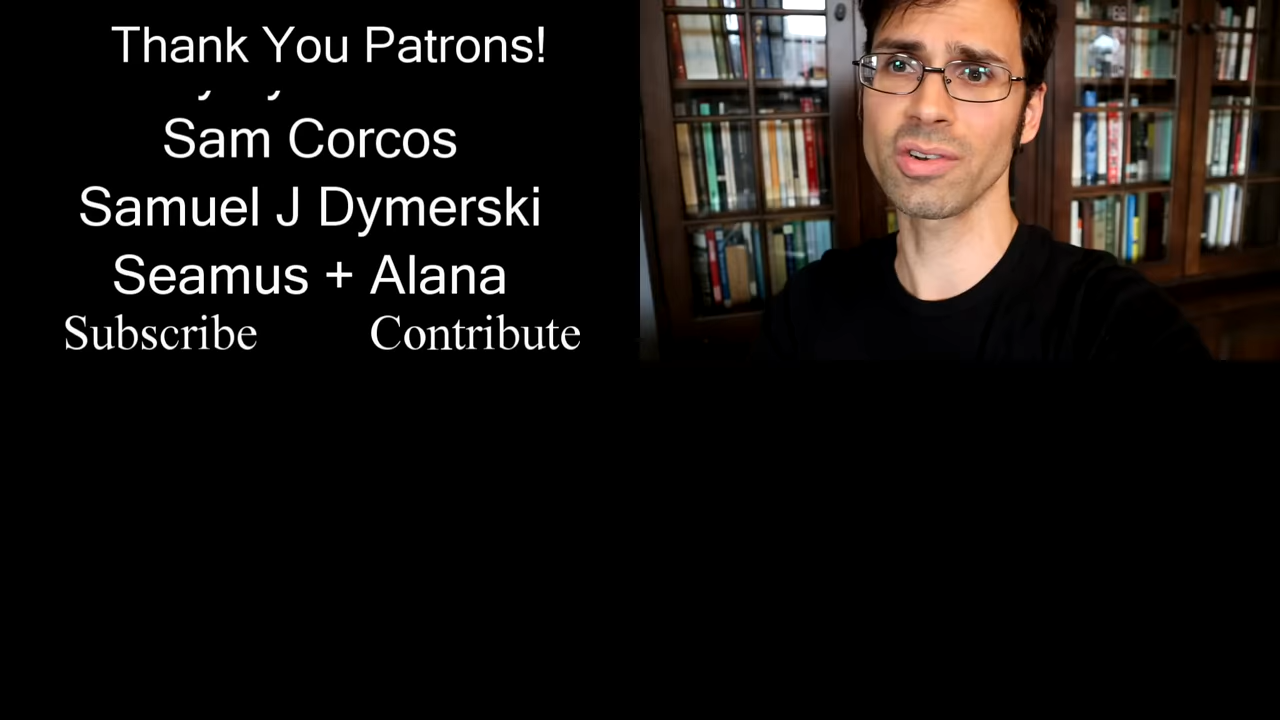 Thank You Patrons!
Sam Corcos
Samuel J Dymerski
Seamus + Alana
Subscribe Contribute